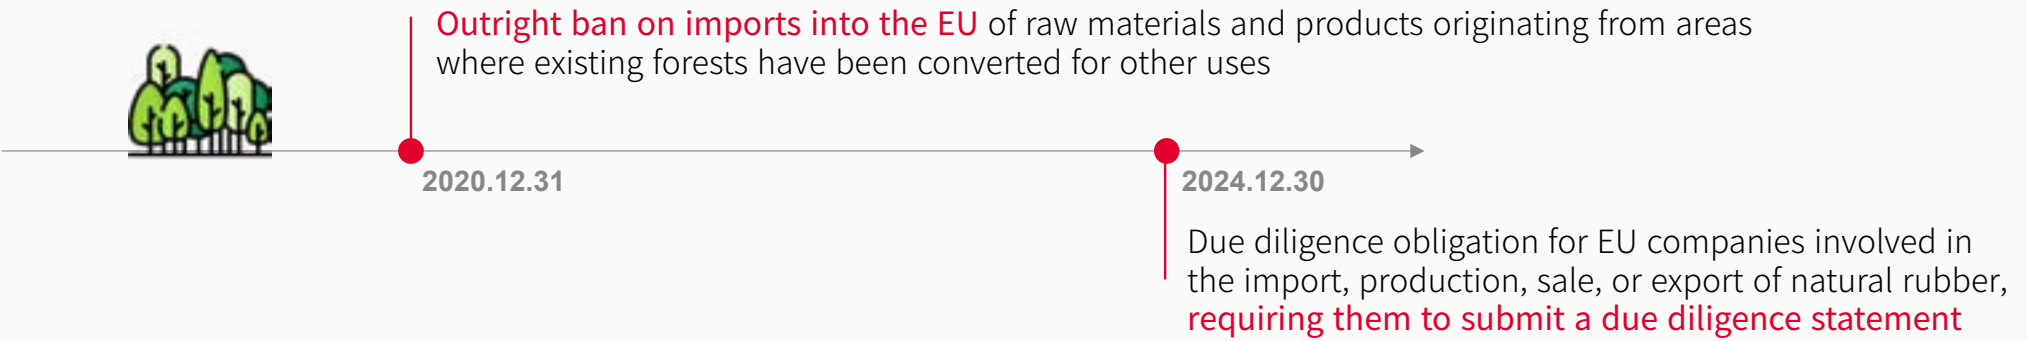 Outright ban on imports into the EU of raw materials and products originating from areas
where existing forests have been converted for other uses
2020.12.31
2024.12.30
Due diligence obligation for EU companies involved in
the import, production, sale, or export of natural rubber,
requiring them to submit a due diligence statement